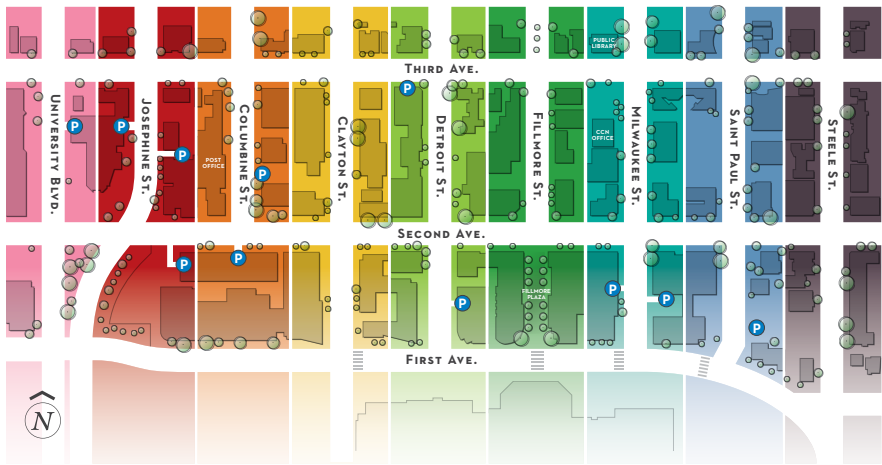 PUBLIC
LIBRARY
THIRD AVE.
P
UNIVERSITY BLVD.
P
P
JOSEPHINE ST.
P
POST
OFFICE
COLUMBINE ST.
P
CLAYTON ST.
DETROIT ST.
FILLMORE ST.
CCN
OFFICE
MILWAUKEE ST.
SAINT PAUL ST.
STEELE ST.
SECOND AVE.
P
P
P
FILLMORE
PLAZA
P
P
P
FIRST AVE.
N